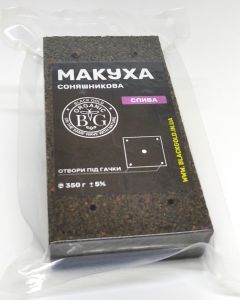 МАКУХА
СОНЯШНИКОВА
СЛИВА
BLACK GOLD
ORGANIC
BG
ОТВОРИ ПІД ГАЧКИ
350 г ± 5%
WWW.BLACKGOLD.IN.UA